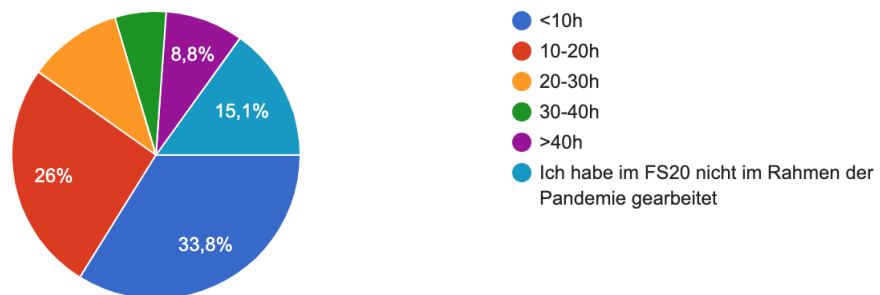 8,8%
15,1%
26%
33,8%
<10h
10-20h
20-30h
30-40h
>40h
Ich habe im FS20 nicht im Rahmen der
Pandemie gearbeitet